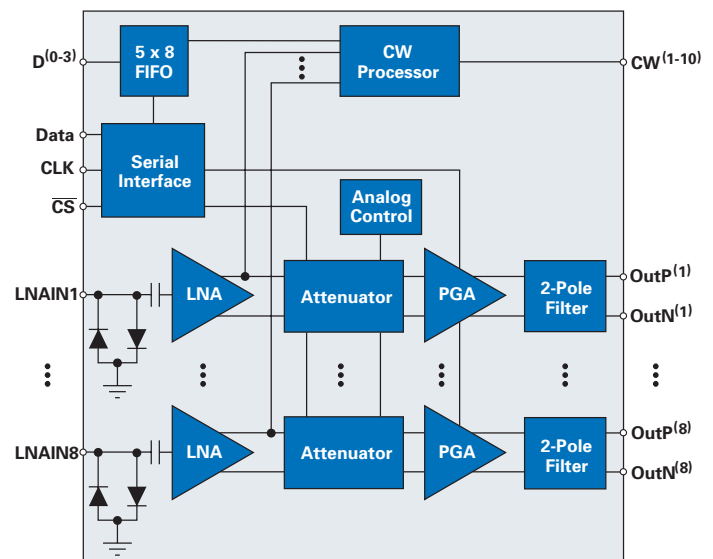 D(0-3)
5 x 8
FIFO
CW
Processor
CW(1-10)
Data
CLK
CS
Serial
Interface
Analog
Control
LNAIN1
LNA
Attenuator
PGA
2-Pole
Filter
OutP(1)
OutN(1)
LNAIN8
LNA
Attenuator
PGA
2-Pole
Filter
OutP(8)
OutN(8)